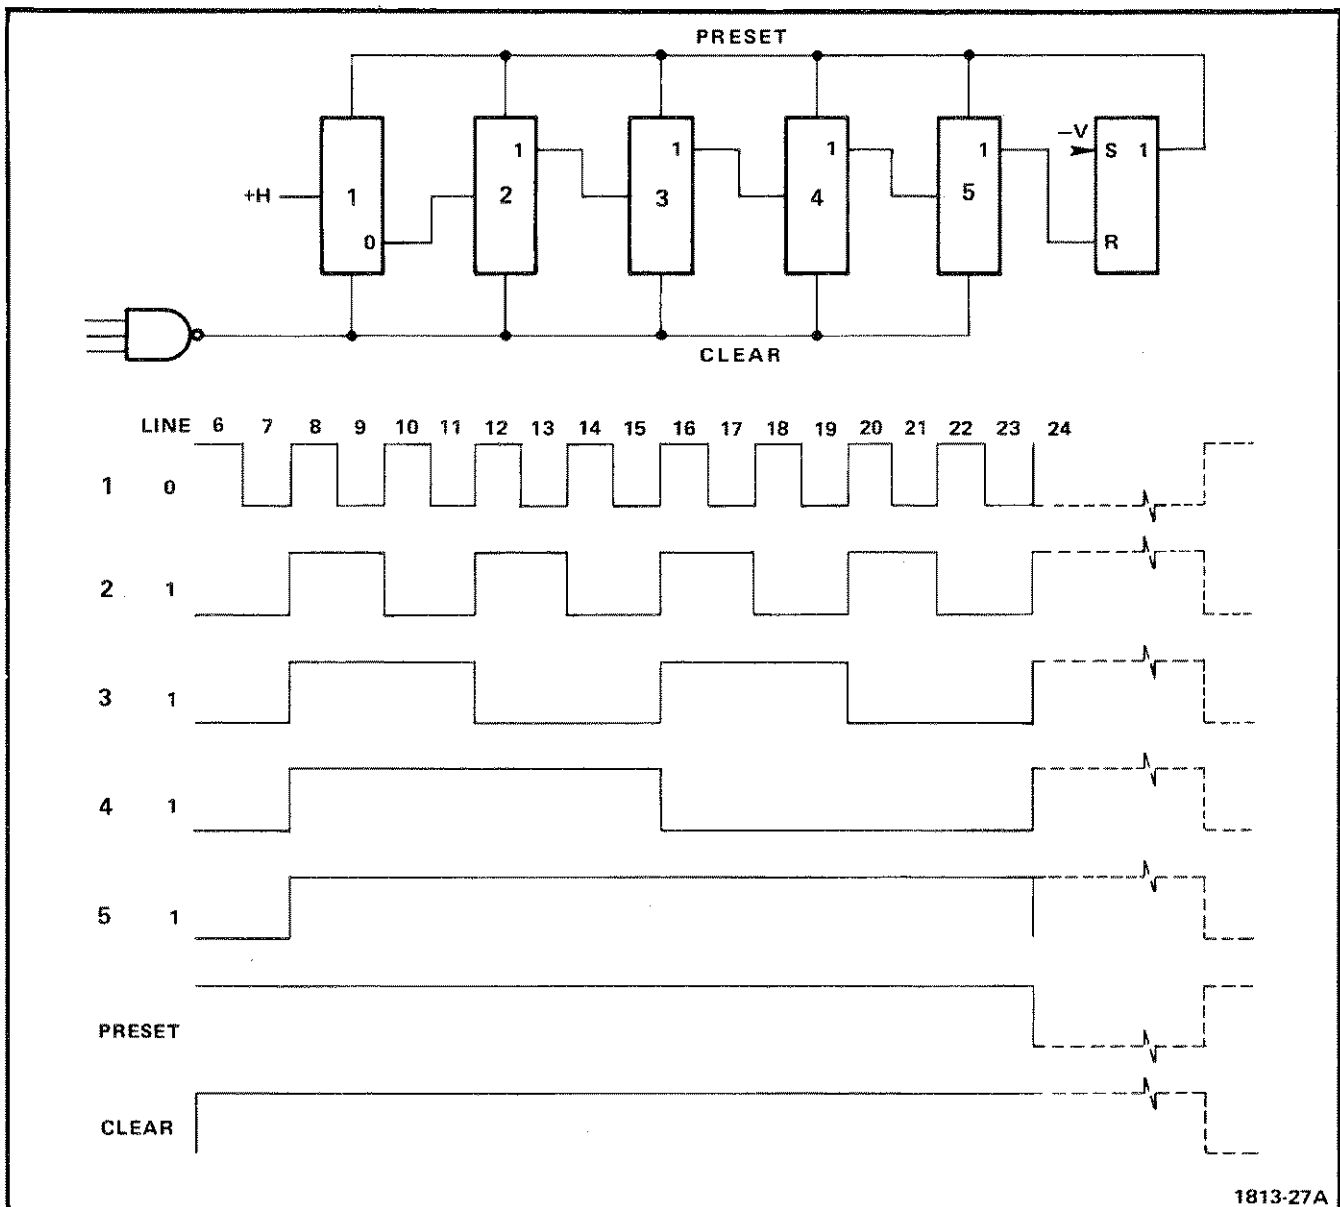 PRESET
−V
1 1 1 1 S 1
+H 1 2 3 4 5
0 R
CLEAR
LINE 6 7 8 9 10 11 12 13 14 15 16 17 18 19 20 21 22 23 24
1 0
2 1
3 1
4 1
5 1
PRESET
CLEAR
1813-27A